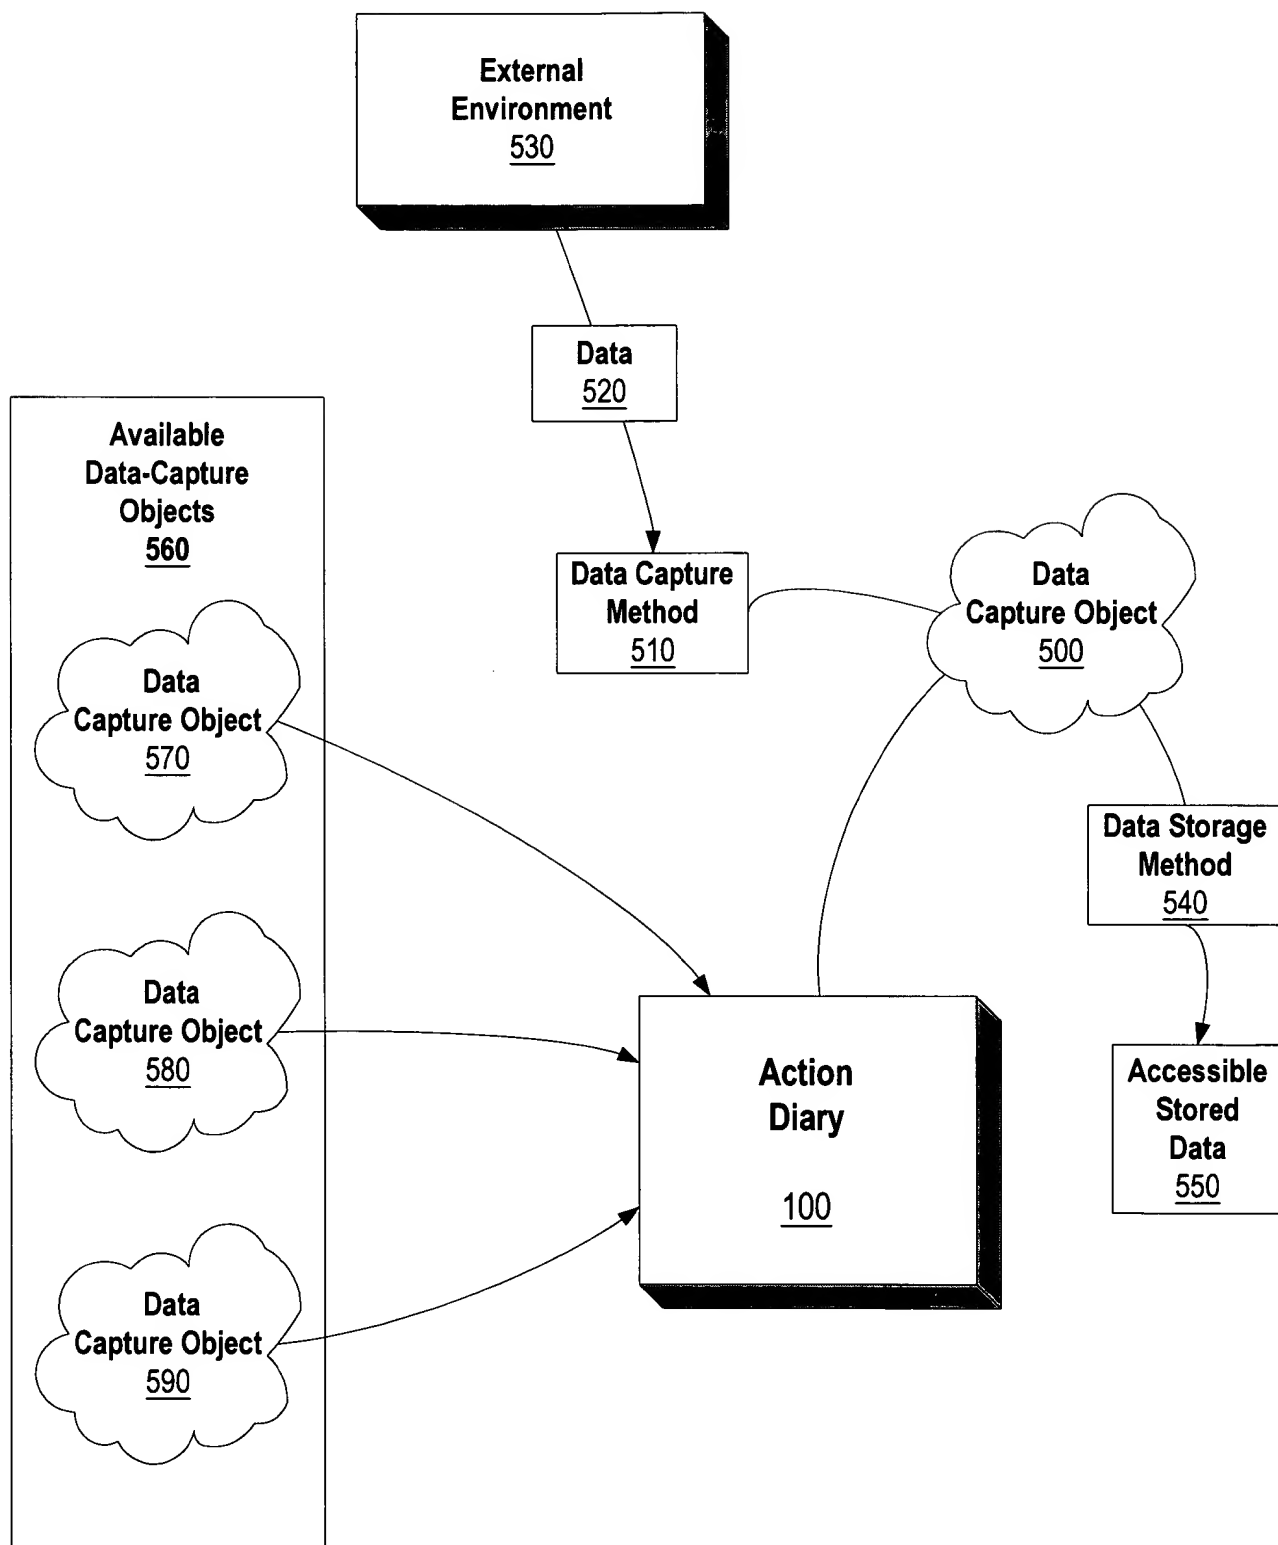 External
Environment
530
Data
520
Available
Data-Capture
Objects
560
Data Capture
Method
510
Data
Capture Object
500
Data
Capture Object
570
Data Storage
Method
540
Data
Capture Object
580
Action
Diary
100
Accessible
Stored
Data
550
Data
Capture Object
590